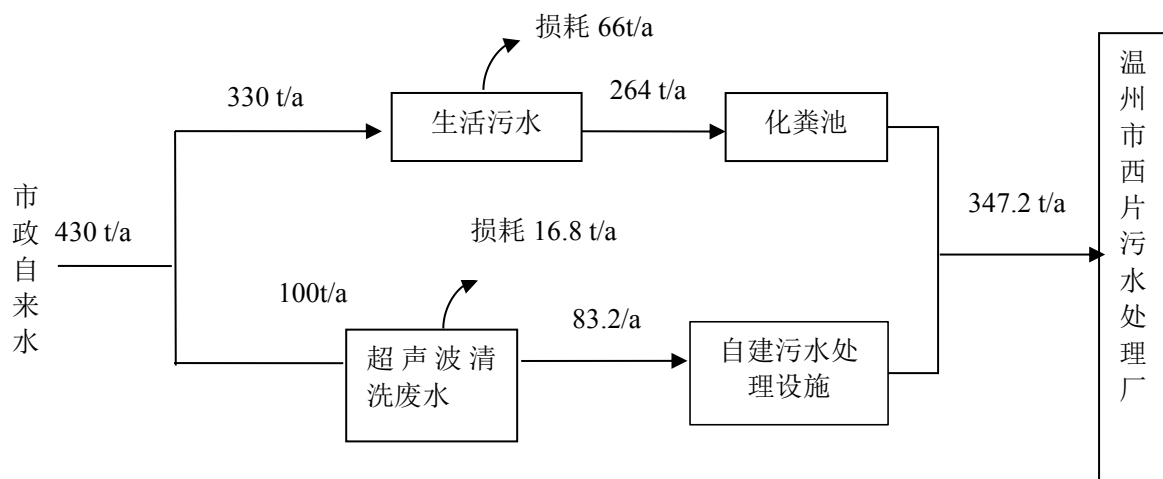 损耗 66t/a
330 t/a
生活污水
264 t/a
化粪池
市政自来水
430 t/a
损耗 16.8 t/a
100t/a
超声波清
洗废水
83.2/a
自建污水处
理设施
347.2 t/a
温州市西片污水处理厂